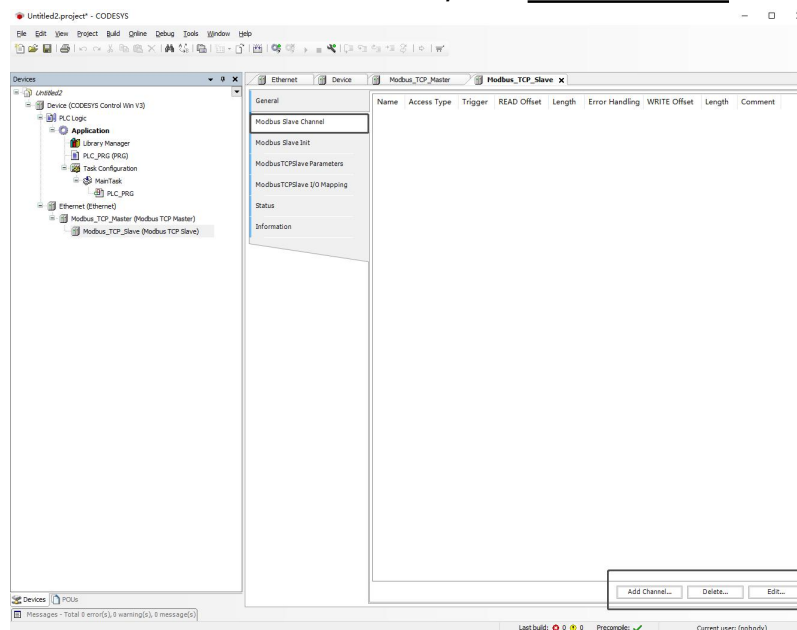 Untitled2.project* - CODESYS
File Edit View Project Build Online Debug Tools Window Help
Devices
Untitled2
Device (CODESYS Control Win V3)
PLC Logic
Application
Library Manager
PLC_PRG (PRG)
Task Configuration
MainTask
PLC_PRG
Ethernet (Ethernet)
Modbus_TCP_Master (Modbus TCP Master)
Modbus_TCP_Slave (Modbus TCP Slave)
Ethernet Device Modbus_TCP_Master Modbus_TCP_Slave
General
Modbus Slave Channel
Modbus Slave Init
ModbusTCPSlave Parameters
ModbusTCPSlave I/O Mapping
Status
Information
Name Access Type Trigger READ Offset Length Error Handling WRITE Offset Length Comment
Add Channel... Delete... Edit...
Devices POUs
Messages - Total 0 error(s), 0 warning(s), 0 message(s)
Last build: 0 0 Precompile: Current user: (nobody)